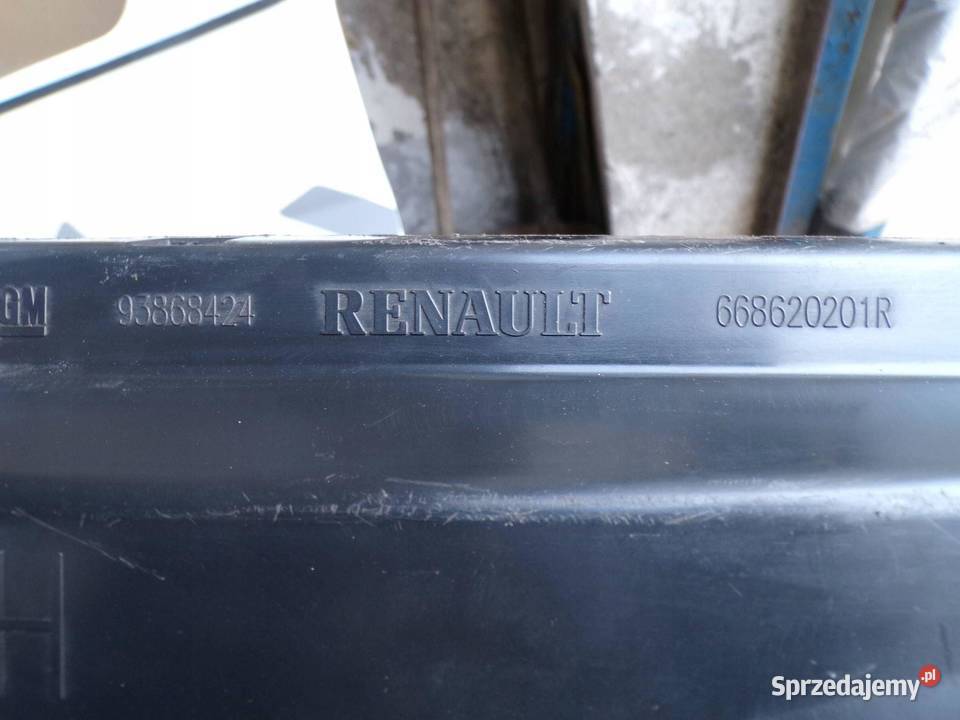 GM 93868424 RENAULT 668620201R
H
Sprzedajemy.pl